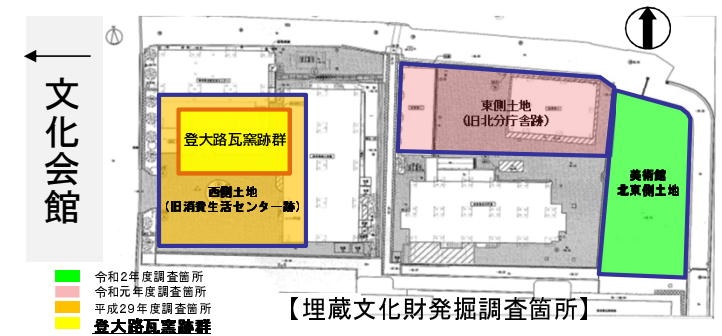 文化会館
登大路瓦窯跡群
西側土地
（旧消費生活センター跡）
東側土地
（旧北分庁舎跡）
美術館
北東側土地
令和2年度調査箇所
令和元年度調査箇所
平成29年度調査箇所
登大路瓦窯跡群
【埋蔵文化財発掘調査箇所】